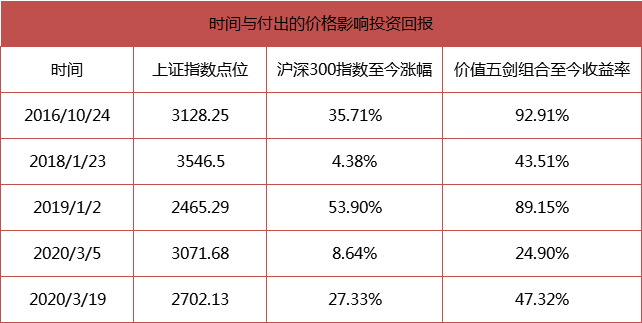 时间与付出的价格影响投资回报
时间 上证指数点位 沪深300指数至今涨幅 价值五剑组合至今收益率
2016/10/24 3128.25 35.71% 92.91%
2018/1/23 3546.5 4.38% 43.51%
2019/1/2 2465.29 53.90% 89.15%
2020/3/5 3071.68 8.64% 24.90%
2020/3/19 2702.13 27.33% 47.32%